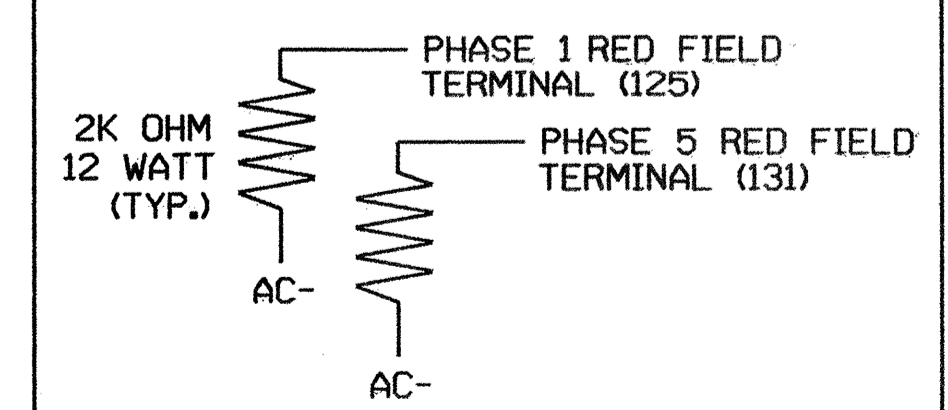 PHASE 1 RED FIELD
TERMINAL (125)
2K OHM
12 WATT
(TYP.)
AC-
PHASE 5 RED FIELD
TERMINAL (131)
AC-